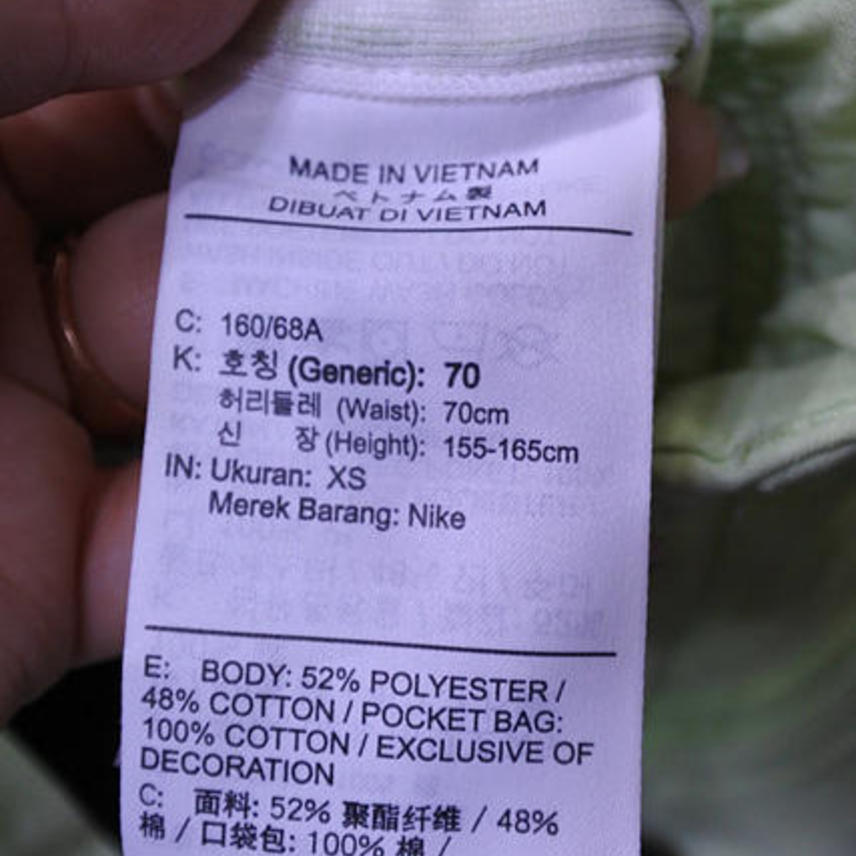 MADE IN VIETNAM
ベトナム製
DIBUAT DI VIETNAM
C: 160/68A
K: 호칭 (Generic): 70
허리둘레 (Waist): 70cm
신 장 (Height): 155-165cm
IN: Ukuran: XS
Merek Barang: Nike
E: BODY: 52% POLYESTER /
48% COTTON / POCKET BAG:
100% COTTON / EXCLUSIVE OF
DECORATION
C: 面料: 52% 聚酯纤维 / 48%
棉 / 口袋包: 100% 棉 /